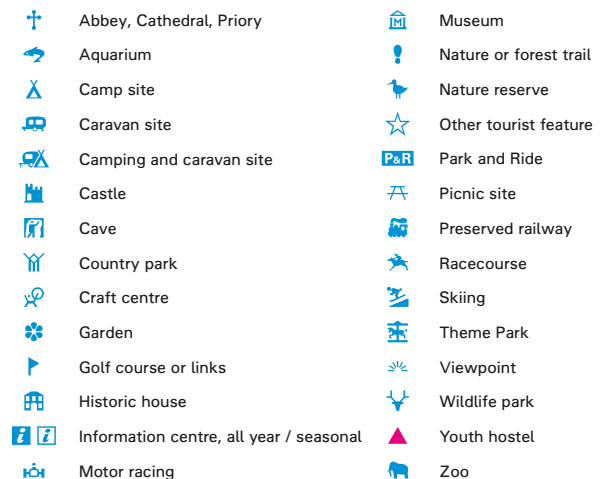 Abbey, Cathedral, Priory
Aquarium
Camp site
Caravan site
Camping and caravan site
Castle
Cave
Country park
Craft centre
Garden
Golf course or links
Historic house
i i Information centre, all year / seasonal
Motor racing
M Museum
Nature or forest trail
Nature reserve
Other tourist feature
P&R Park and Ride
Picnic site
Preserved railway
Racecourse
Skiing
Theme Park
Viewpoint
Wildlife park
Youth hostel
Zoo